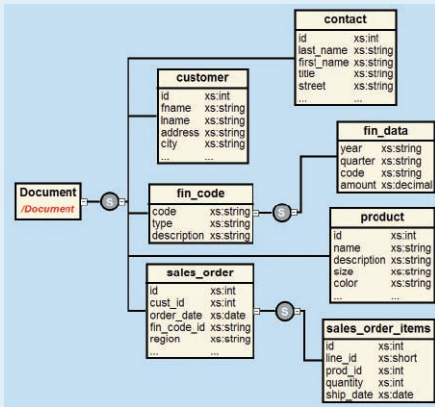 contact
id xs:int
last_name xs:string
first_name xs:string
title xs:string
street xs:string
... ...
customer
id xs:int
fname xs:string
lname xs:string
address xs:string
city xs:string
... ...
fin_data
year xs:string
quarter xs:string
code xs:string
amount xs:decimal
Document
/Document
S
fin_code
code xs:string
type xs:string
description xs:string
S
product
id xs:int
name xs:string
description xs:string
size xs:string
color xs:string
... ...
sales_order
id xs:int
cust_id xs:int
order_date xs:date
fin_code_id xs:string
region xs:string
... ...
S
sales_order_items
id xs:int
line_id xs:short
prod_id xs:int
quantity xs:int
ship_date xs:date